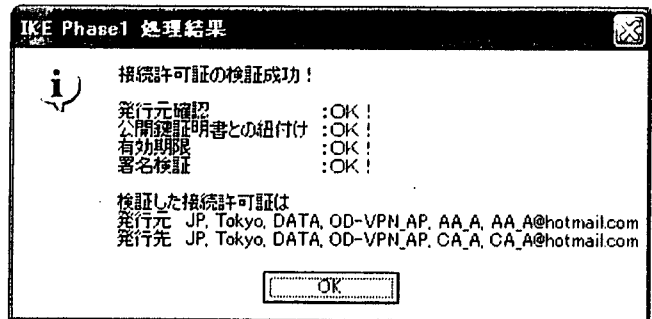 IKE Phase1 処理結果
接続許可証の検証成功！
発行元確認 :OK！
公開鍵証明書との紐付け :OK！
有効期限 :OK！
署名検証 :OK！
検証した接続許可証は
発行元 JP, Tokyo, DATA, OD-VPN_AP, AA_A, AA_A@hotmail.com
発行先 JP, Tokyo, DATA, OD-VPN_AP, CA_A, CA_A@hotmail.com
OK